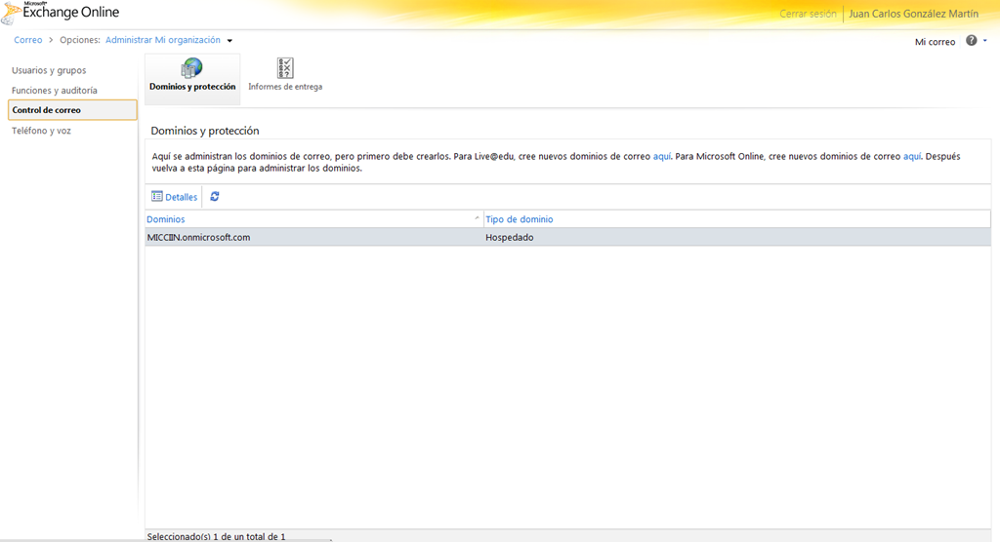 Microsoft®
Exchange Online
Cerrar sesión
Juan Carlos González Martín
Correo > Opciones: Administrar Mi organización
Mi correo
Usuarios y grupos
Funciones y auditoría
Control de correo
Teléfono y voz
Dominios y protección
Informes de entrega
Dominios y protección
Aquí se administran los dominios de correo, pero primero debe crearlos. Para Live@edu, cree nuevos dominios de correo aquí. Para Microsoft Online, cree nuevos dominios de correo aquí. Después
vuelva a esta página para administrar los dominios.
Detalles
Dominios
Tipo de dominio
MICCIIN.onmicrosoft.com
Hospedado
Seleccionado(s) 1 de un total de 1